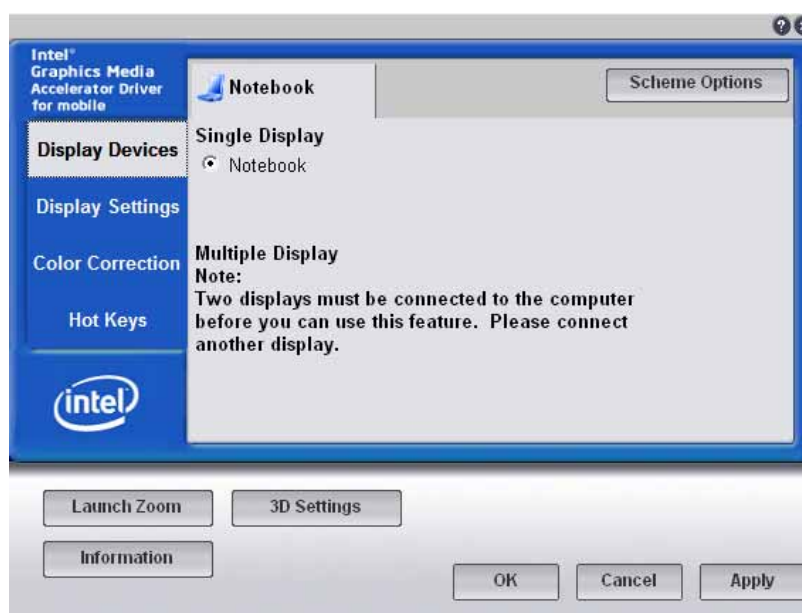 Intel®
Graphics Media
Accelerator Driver
for mobile
Notebook
Scheme Options
Display Devices
Display Settings
Color Correction
Hot Keys
intel
Single Display
Notebook
Multiple Display
Note:
Two displays must be connected to the computer
before you can use this feature. Please connect
another display.
Launch Zoom
3D Settings
Information
OK
Cancel
Apply